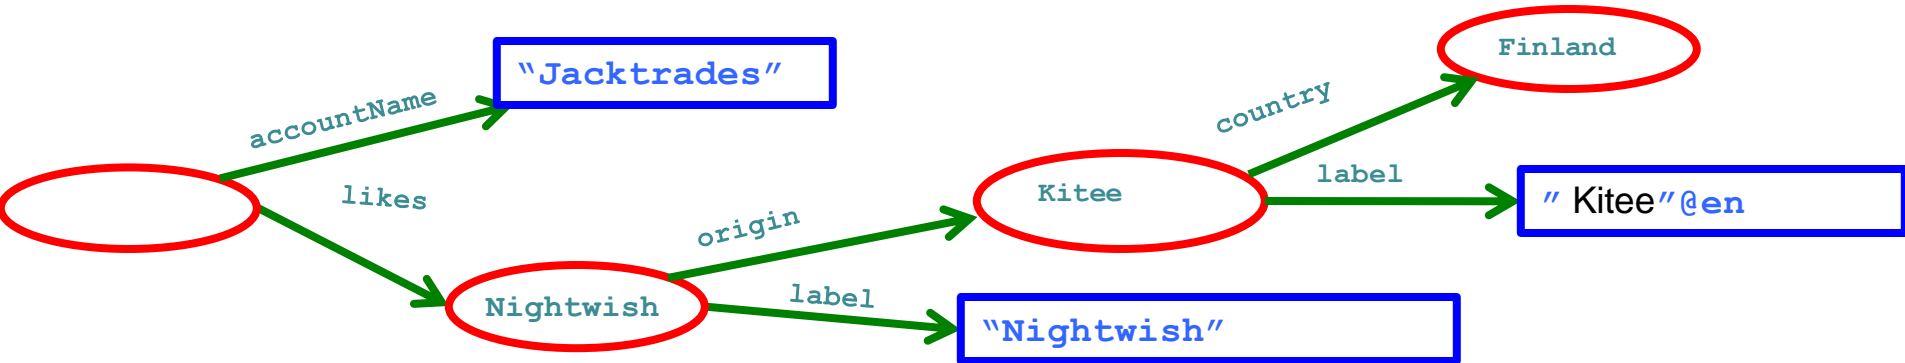 Finland
“Jacktrades”
country
accountName
label
likes
Kitee
" Kitee"@en
origin
label
Nightwish
“Nightwish”